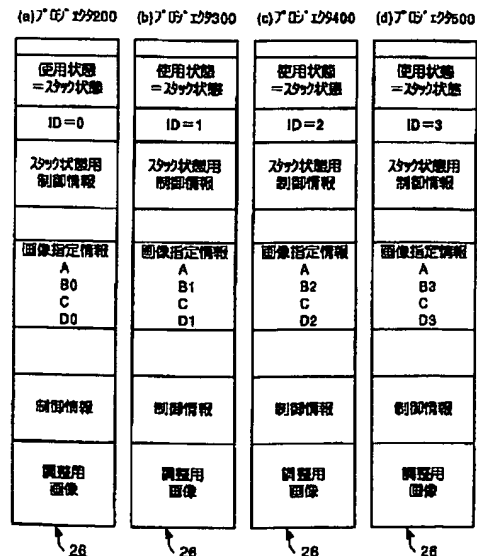 (a)プロジェクタ200
使用状態
=スタック状態
ID=0
スタック状態用
制御情報
画像指定情報
A
B0
C
D0
制御情報
調整用
画像
26
(b)プロジェクタ300
使用状態
=スタック状態
ID=1
スタック状態用
制御情報
画像指定情報
A
B1
C
D1
制御情報
調整用
画像
26
(c)プロジェクタ400
使用状態
=スタック状態
ID=2
スタック状態用
制御情報
画像指定情報
A
B2
C
D2
制御情報
調整用
画像
26
(d)プロジェクタ500
使用状態
=スタック状態
ID=3
スタック状態用
制御情報
画像指定情報
A
B3
C
D3
制御情報
調整用
画像
26